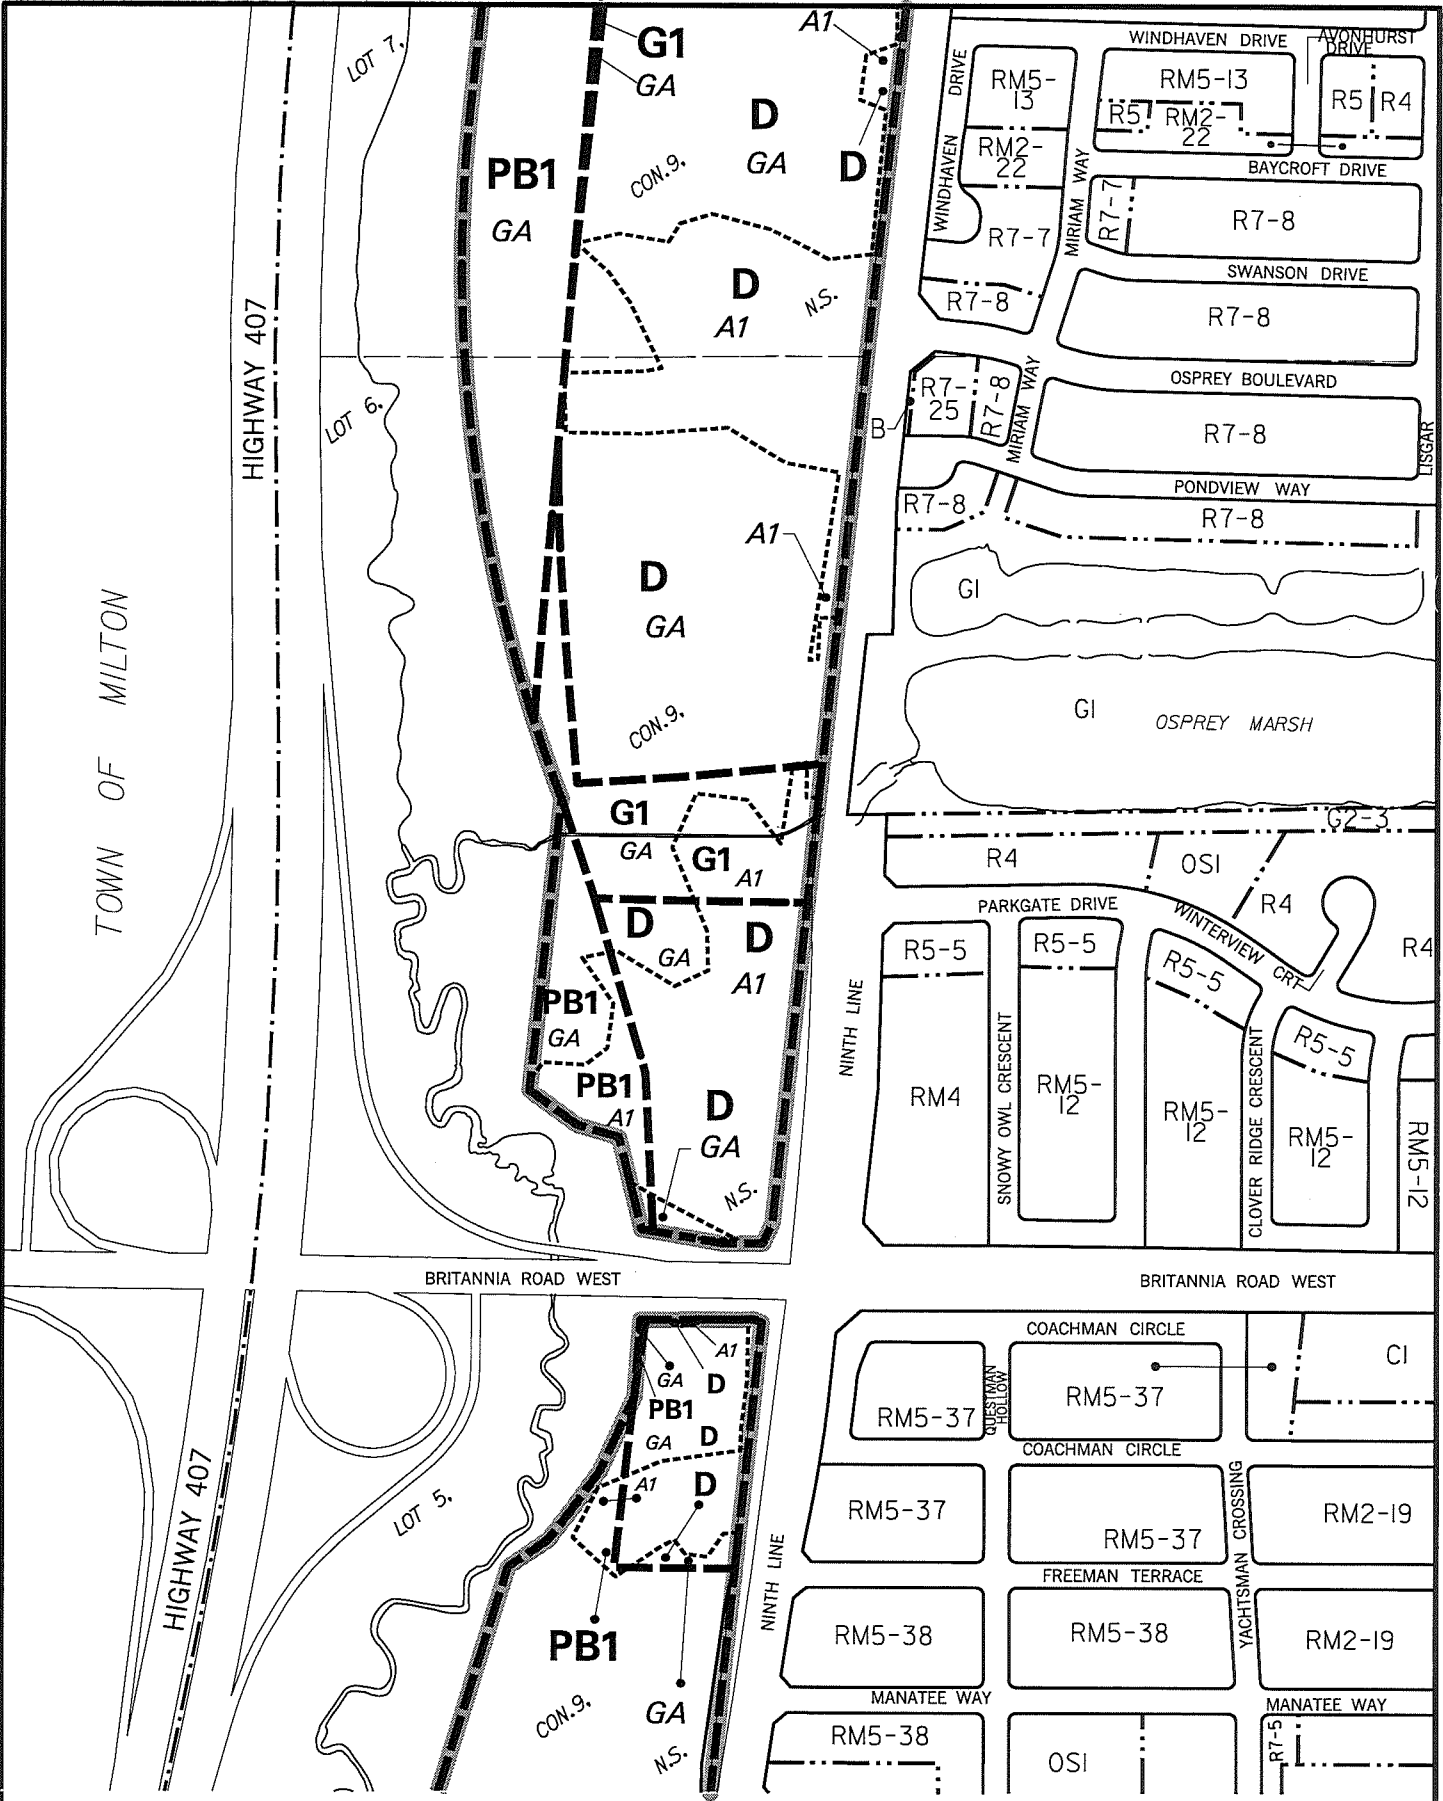 A1
G1
GA
LOT 7,
D
GA
CON.9,
D
PB1
GA
D
A1
N.S.
HIGHWAY 407
LOT 6,
TOWN OF MILTON
A1
D
GA
CON.9,
G1
GA
G1
A1
D
GA
D
A1
PB1
GA
PB1
A1
D
GA
N.S.
WINDHAVEN DRIVE
AVONHURST
DRIVE
WINDHAVEN DRIVE
RM5-
13
RM5-13
R5
R4
R5
RM2-
22
RM2-
22
BAYCROFT DRIVE
MIRIAM WAY
R7-7
R7-7
R7-8
SWANSON DRIVE
R7-8
R7-8
OSPREY BOULEVARD
R7-
25
R7-8
MIRIAM WAY
B
R7-8
LISGAR
PONDVIEW WAY
R7-8
R7-8
G1
G1
OSPREY MARSH
G2-3
R4
OS1
R4
PARKGATE DRIVE
WINTERVIEW CRT
R4
R5-5
R5-5
R5-5
R5-5
NINTH LINE
RM4
SNOWY OWL CRESCENT
RM5-
12
RM5-
12
CLOVER RIDGE CRESCENT
RM5-
12
RM5-12
BRITANNIA ROAD WEST
BRITANNIA ROAD WEST
COACHMAN CIRCLE
A1
GA
D
PB1
GA
D
A1
D
C1
RM5-37
QUESTMAN
HOLLOW
RM5-37
COACHMAN CIRCLE
HIGHWAY 407
LOT 5,
NINTH LINE
RM5-37
RM5-37
YACHTSMAN CROSSING
RM2-19
FREEMAN TERRACE
PB1
RM5-38
RM5-38
RM2-19
CON.9,
GA
N.S.
MANATEE WAY
MANATEE WAY
RM5-38
OS1
R7-5